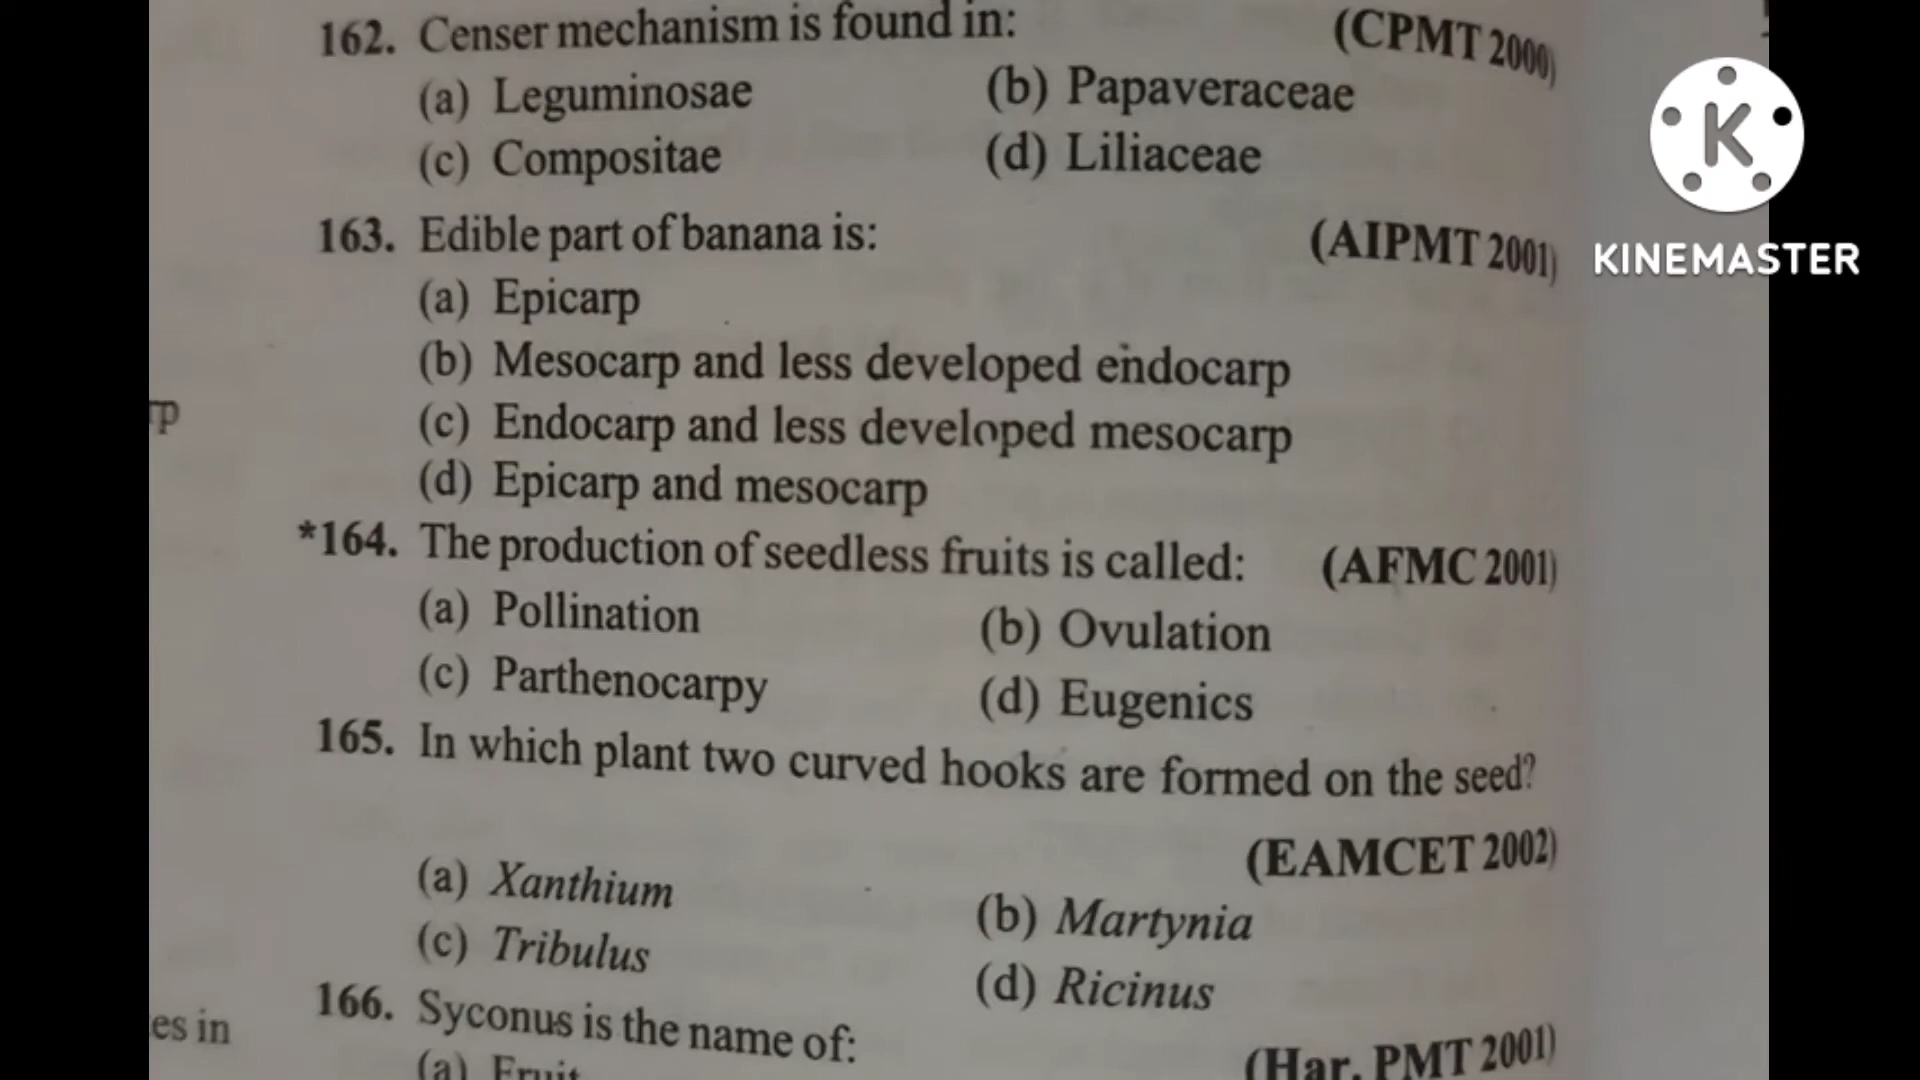 162. Censer mechanism is found in: (CPMT 2000)
(a) Leguminosae (b) Papaveraceae
(c) Compositae (d) Liliaceae
163. Edible part of banana is: (AIPMT 2001)
(a) Epicarp
(b) Mesocarp and less developed endocarp
(c) Endocarp and less developed mesocarp
(d) Epicarp and mesocarp
*164. The production of seedless fruits is called: (AFMC 2001)
(a) Pollination (b) Ovulation
(c) Parthenocarpy (d) Eugenics
165. In which plant two curved hooks are formed on the seed?
(EAMCET 2002)
(a) Xanthium (b) Martynia
(c) Tribulus (d) Ricinus
166. Syconus is the name of: (Har. PMT 2001)
(a) Fruit
rp
es in
K
KINEMASTER